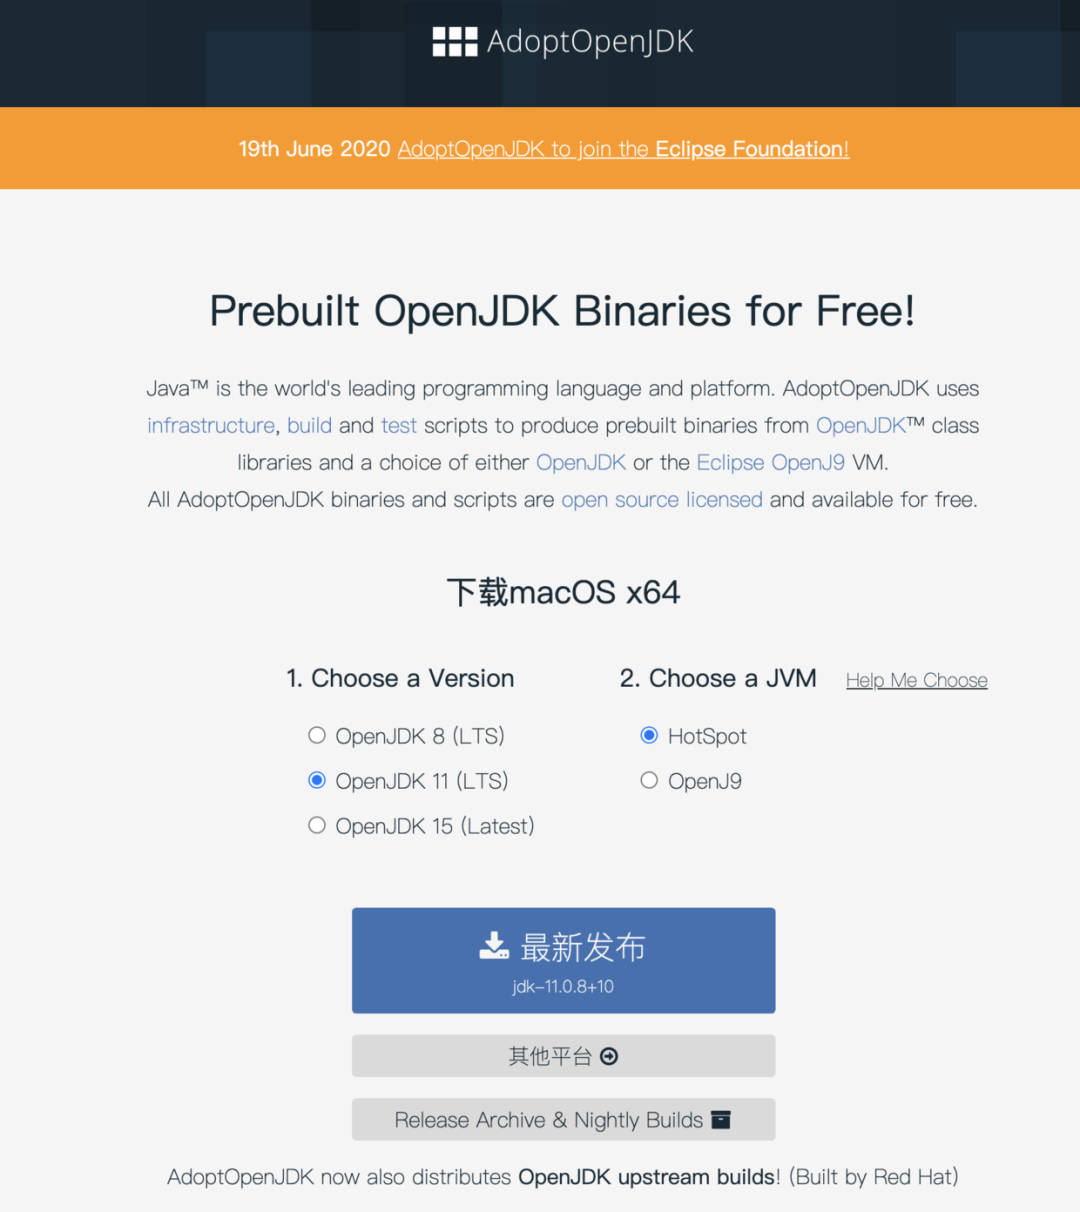 AdoptOpenJDK
19th June 2020 AdoptOpenJDK to join the Eclipse Foundation!
Prebuilt OpenJDK Binaries for Free!
Java™ is the world's leading programming language and platform. AdoptOpenJDK uses
infrastructure, build and test scripts to produce prebuilt binaries from OpenJDK™ class
libraries and a choice of either OpenJDK or the Eclipse OpenJ9 VM.
All AdoptOpenJDK binaries and scripts are open source licensed and available for free.
下载macOS x64
1. Choose a Version
OpenJDK 8 (LTS)
OpenJDK 11 (LTS)
OpenJDK 15 (Latest)
2. Choose a JVM Help Me Choose
HotSpot
OpenJ9
最新发布
jdk-11.0.8+10
其他平台
Release Archive & Nightly Builds
AdoptOpenJDK now also distributes OpenJDK upstream builds! (Built by Red Hat)